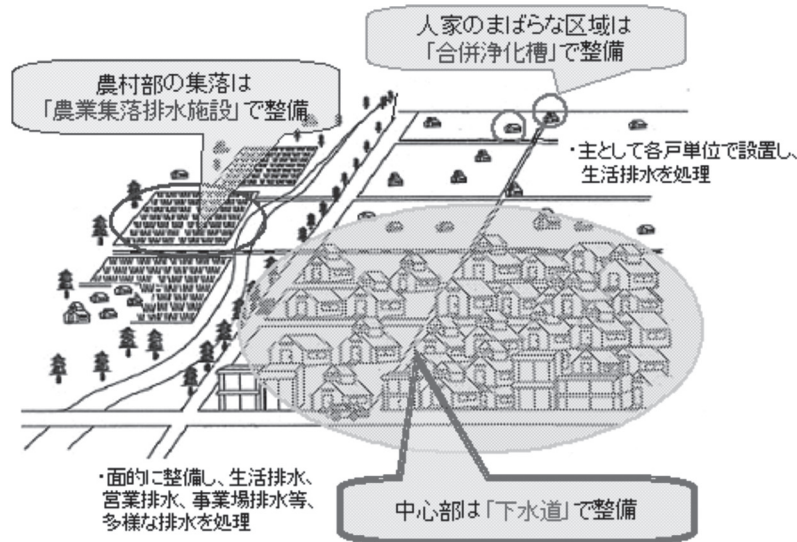 人家のまばらな区域は
「合併浄化槽」で整備
農村部の集落は
「農業集落排水施設」で整備
・主として各戸単位で設置し、
生活排水を処理
・面的に整備し、生活排水、
営業排水、事業場排水等、
多様な排水を処理
中心部は「下水道」で整備